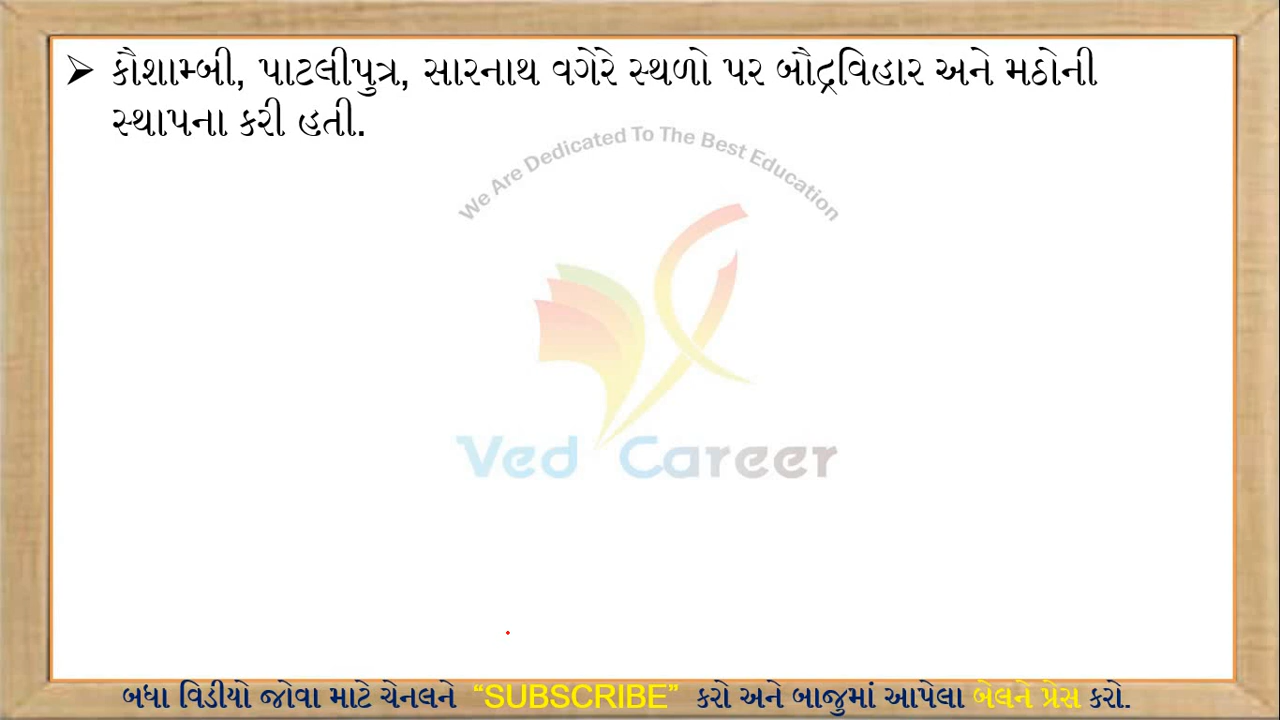 ➢ કૌશામ્બી, પાટલીપુત્ર, સારનાથ વગેરે સ્થળો પર બૌદ્રવિહાર અને મઠોની
સ્થાપના કરી હતી.
We Are Dedicated To The Best Education
Ved Career
બધા વિડીયો જોવા માટે ચેનલને “SUBSCRIBE” કરો અને બાજુમાં આપેલા બેલને પ્રેસ કરો.